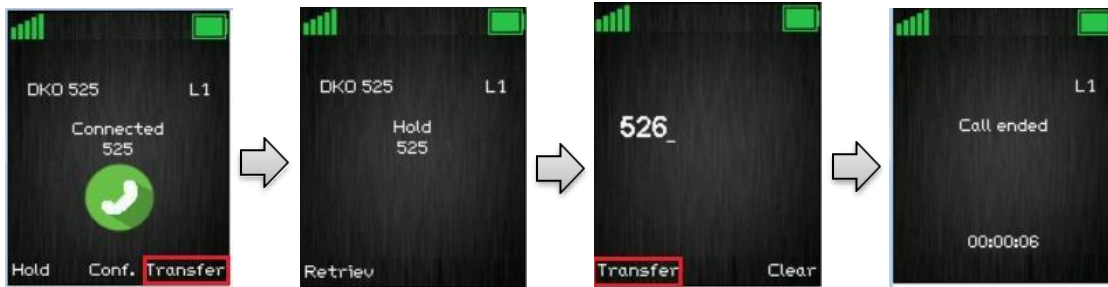 DKO 525 L1
Connected
525
Hold Conf. Transfer
DKO 525 L1
Hold
525
Retriev
526_
Transfer Clear
L1
Call ended
00:00:06